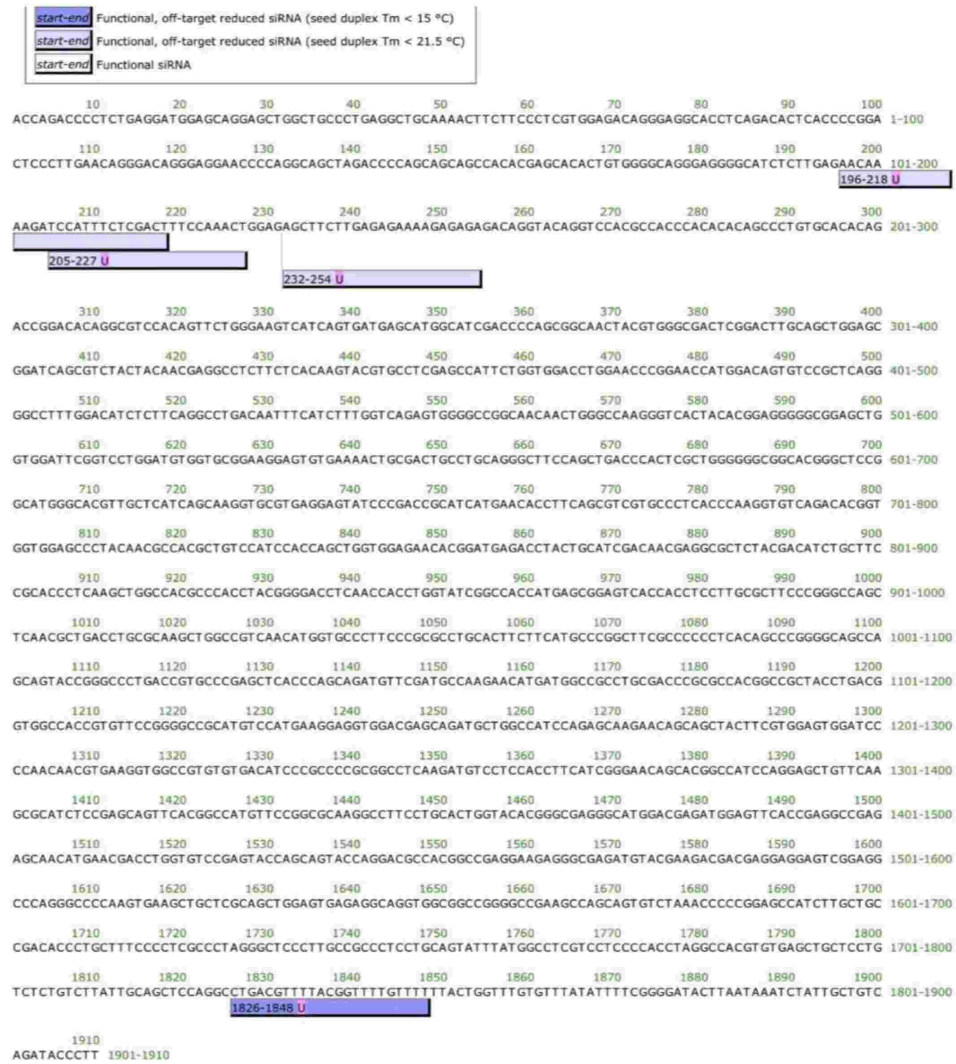 start-end Functional, off-target reduced siRNA (seed duplex Tm < 15 °C)
start-end Functional, off-target reduced siRNA (seed duplex Tm < 21.5 °C)
start-end Functional siRNA
10 20 30 40 50 60 70 80 90 100
ACCAGACCCCTCTGAGGATGGAGCAGGAGCTGGCTGCCCTGAGGCTGCAAAACTTCTTCCCTCGTGGAGACAGGGAGGCACCTCAGACACTCACCCCGGA 1-100
110 120 130 140 150 160 170 180 190 200
CTCCCTTGAACAGGGACAGGGAGGAACCCCAGGCAGCTAGACCCCAGCAGCAGCCACACGAGCACACTGTGGGGCAGGGAGGGGCATCTCTTGAGAACAA 101-200
196-218 U
210 220 230 240 250 260 270 280 290 300
AAGATCCATTTCTCGACTTTCCAAACTGGAGAGCTTCTTGAGAGAAAAGAGAGAGACAGGTACAGGTCCACGCCACCCACACACAGCCCTGTGCACACAG 201-300
205-227 U
232-254 U
310 320 330 340 350 360 370 380 390 400
ACCGGACACAGGCGTCCACAGTTCTGGGAAGTCATCAGTGATGAGCATGGCATCGACCCCAGCGGCAACTACGTGGGCGACTCGGACTTGCAGCTGGAGC 301-400
410 420 430 440 450 460 470 480 490 500
GGATCAGCGTCTACTACAACGAGGCCTCTTCTCACAAGTACGTGCCTCGAGCCATTCTGGTGGACCTGGAACCCGGAACCATGGACAGTGTCCGCTCAGG 401-500
510 520 530 540 550 560 570 580 590 600
GGCCTTTGGACATCTCTTCAGGCCTGACAATTTCATCTTTGGTCAGAGTGGGGCCGGCAACAACTGGGCCAAGGGTCACTACACGGAGGGGGCGGAGCTG 501-600
610 620 630 640 650 660 670 680 690 700
GTGGATTCGGTCCTGGATGTGGTGCGGAAGGAGTGTGAAAACTGCGACTGCCTGCAGGGCTTCCAGCTGACCCACTCGCTGGGGGGCGGCACGGGCTCCG 601-700
710 720 730 740 750 760 770 780 790 800
GCATGGGCACGTTGCTCATCAGCAAGGTGCGTGAGGAGTATCCCGACCGCATCATGAACACCTTCAGCGTCGTGCCCTCACCCAAGGTGTCAGACACGGT 701-800
810 820 830 840 850 860 870 880 890 900
GGTGGAGCCCTACAACGCCACGCTGTCCATCCACCAGCTGGTGGAGAACACGGATGAGACCTACTGCATCGACAACGAGGCGCTCTACGACATCTGCTTC 801-900
910 920 930 940 950 960 970 980 990 1000
CGCACCCTCAAGCTGGCCACGCCCACCTACGGGGACCTCAACCACCTGGTATCGGCCACCATGAGCGGAGTCACCACCTCCTTGCGCTTCCCGGGCCAGC 901-1000
1010 1020 1030 1040 1050 1060 1070 1080 1090 1100
TCAACGCTGACCTGCGCAAGCTGGCCGTCAACATGGTGCCCTTCCCGCGCCTGCACTTCTTCATGCCCGGCTTCGCCCCCCTCACAGCCCGGGGCAGCCA 1001-1100
1110 1120 1130 1140 1150 1160 1170 1180 1190 1200
GCAGTACCGGGCCCTGACCGTGCCCGAGCTCACCCAGCAGATGTTCGATGCCAAGAACATGATGGCCGCCTGCGACCCGCGCCACGGCCGCTACCTGACG 1101-1200
1210 1220 1230 1240 1250 1260 1270 1280 1290 1300
GTGGCCACCGTGTTCCGGGGCCGCATGTCCATGAAGGAGGTGGACGAGCAGATGCTGGCCATCCAGAGCAAGAACAGCAGCTACTTCGTGGAGTGGATCC 1201-1300
1310 1320 1330 1340 1350 1360 1370 1380 1390 1400
CCAACAACGTGAAGGTGGCCGTGTGTGACATCCCGCCCCGCGGCCTCAAGATGTCCTCCACCTTCATCGGGAACAGCACGGCCATCCAGGAGCTGTTCAA 1301-1400
1410 1420 1430 1440 1450 1460 1470 1480 1490 1500
GCGCATCTCCGAGCAGTTCACGGCCATGTTCCGGCGCAAGGCCTTCCTGCACTGGTACACGGGCGAGGGCATGGACGAGATGGAGTTCACCGAGGCCGAG 1401-1500
1510 1520 1530 1540 1550 1560 1570 1580 1590 1600
AGCAACATGAACGACCTGGTGTCCGAGTACCAGCAGTACCAGGACGCCACGGCCGAGGAAGAGGGCGAGATGTACGAAGACGACGAGGAGGAGTCGGAGG 1501-1600
1610 1620 1630 1640 1650 1660 1670 1680 1690 1700
CCCAGGGCCCCAAGTGAAGCTGCTCGCAGCTGGAGTGAGAGGCAGGTGGCGGCCGGGGCCGAAGCCAGCAGTGTCTAAACCCCCGGAGCCATCTTGCTGC 1601-1700
1710 1720 1730 1740 1750 1760 1770 1780 1790 1800
CGACACCCTGCTTTCCCCTCGCCCTAGGGCTCCCTTGCCGCCCTCCTGCAGTATTTATGGCCTCGTCCTCCCCACCTAGGCCACGTGTGAGCTGCTCCTG 1701-1800
1810 1820 1830 1840 1850 1860 1870 1880 1890 1900
TCTCTGTCTTATTGCAGCTCCAGGCCTGACGTTTTACGGTTTTGTTTTTTACTGGTTTGTGTTTATATTTTCGGGGATACTTAATAAATCTATTGCTGTC 1801-1900
1826-1848 U
1910
AGATACCCTT 1901-1910